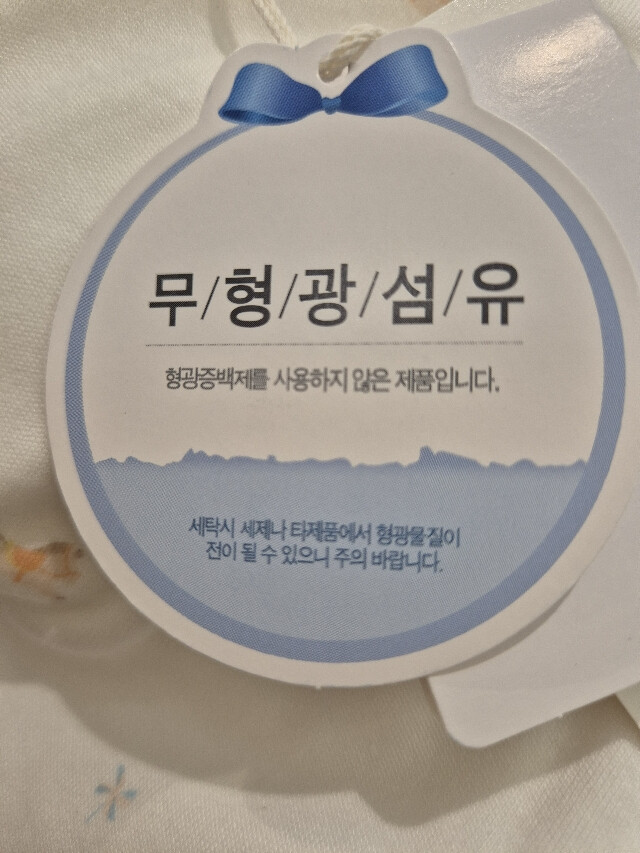 무/형/광/섬/유
형광증백제를 사용하지 않은 제품입니다.
세탁시 세제나 타제품에서 형광물질이
전이 될 수 있으니 주의 바랍니다.